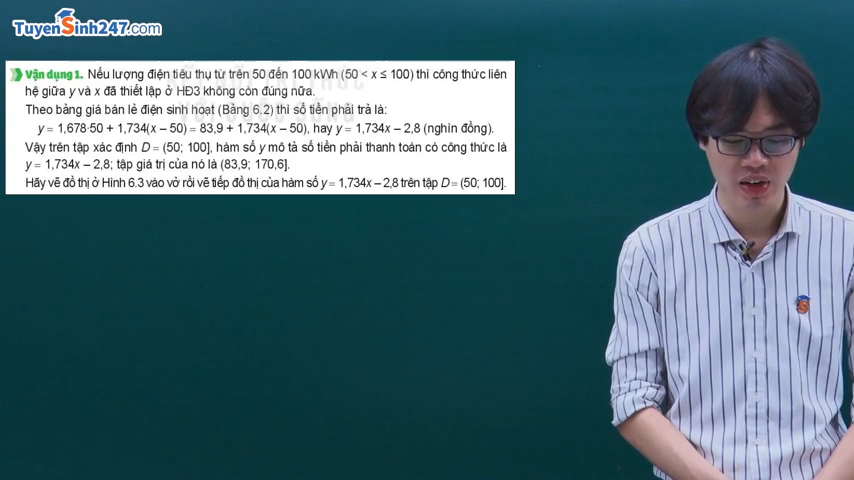 TuyenSinh247.com
Vận dụng 1. Nếu lượng điện tiêu thụ từ trên 50 đến 100 kWh (50 < x ≤ 100) thì công thức liên
hệ giữa y và x đã thiết lập ở HĐ3 không còn đúng nữa.
Theo bảng giá bán lẻ điện sinh hoạt (Bảng 6.2) thì số tiền phải trả là:
y = 1,678·50 + 1,734(x – 50) = 83,9 + 1,734(x – 50), hay y = 1,734x – 2,8 (nghìn đồng).
Vậy trên tập xác định D = (50; 100], hàm số y mô tả số tiền phải thanh toán có công thức là
y = 1,734x – 2,8; tập giá trị của nó là (83,9; 170,6].
Hãy vẽ đồ thị ở Hình 6.3 vào vở rồi vẽ tiếp đồ thị của hàm số y = 1,734x – 2,8 trên tập D = (50; 100].